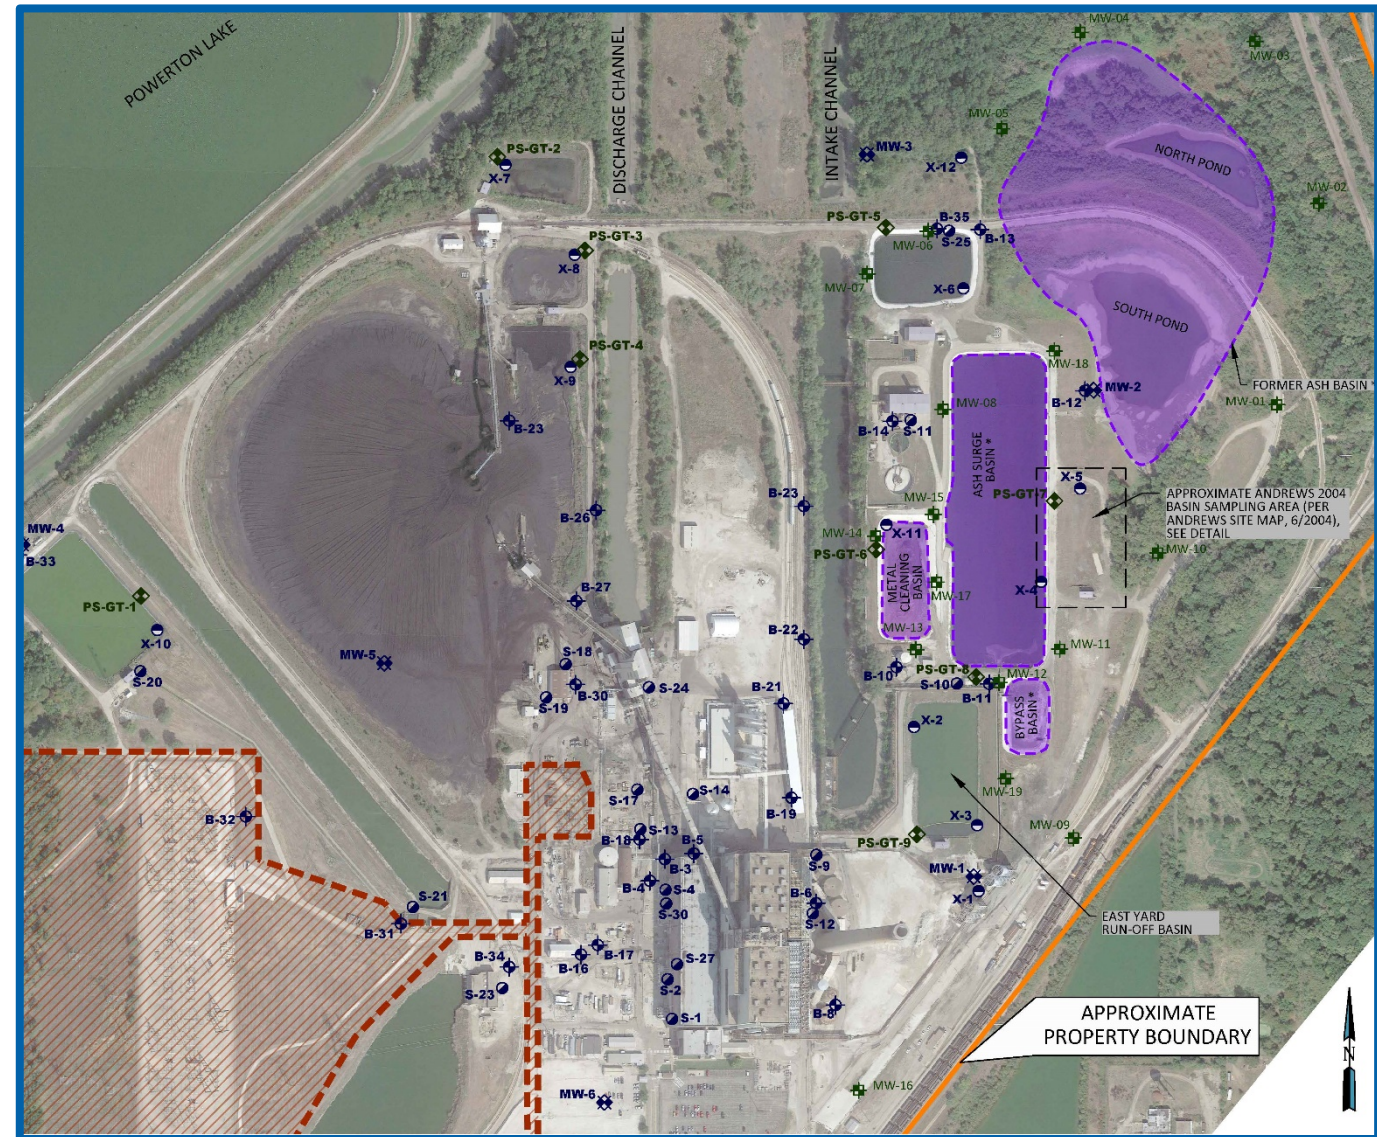 MW-04
MW-03
POWERTON LAKE
DISCHARGE CHANNEL
INTAKE CHANNEL
MW-05
PS-GT-2
X-7
MW-3
X-12
NORTH POND
MW-02
PS-GT-5
B-35
MW-06
S-25
B-13
PS-GT-3
X-8
MW-07
X-6
SOUTH POND
PS-GT-4
X-9
MW-18
FORMER ASH BASIN *
B-12
MW-2
MW-01
MW-08
B-23
B-14
S-11
ASH SURGE
BASIN *
X-5
PS-GT-7
APPROXIMATE ANDREWS 2004
BASIN SAMPLING AREA (PER
ANDREWS SITE MAP, 6/2004),
SEE DETAIL
B-23
B-26
MW-15
MW-4
B-33
MW-14
X-11
PS-GT-6
MW-10
METAL
CLEANING
BASIN
X-4
PS-GT-1
B-27
MW-17
X-10
B-22
MW-13
MW-11
MW-5
S-18
S-20
B-10
PS-GT-8
S-10
B-11
MW-12
B-30
S-19
S-24
B-21
BYPASS
BASIN *
X-2
S-17
S-14
B-19
MW-19
B-32
S-13
B-18
B-5
B-3
X-3
PS-GT-9
MW-09
S-9
B-4
S-4
MW-1
X-1
S-30
B-6
S-12
S-21
B-31
EAST YARD
RUN-OFF BASIN
B-17
B-16
B-34
S-27
S-23
S-2
B-8
S-1
APPROXIMATE
PROPERTY BOUNDARY
N
MW-16
MW-6